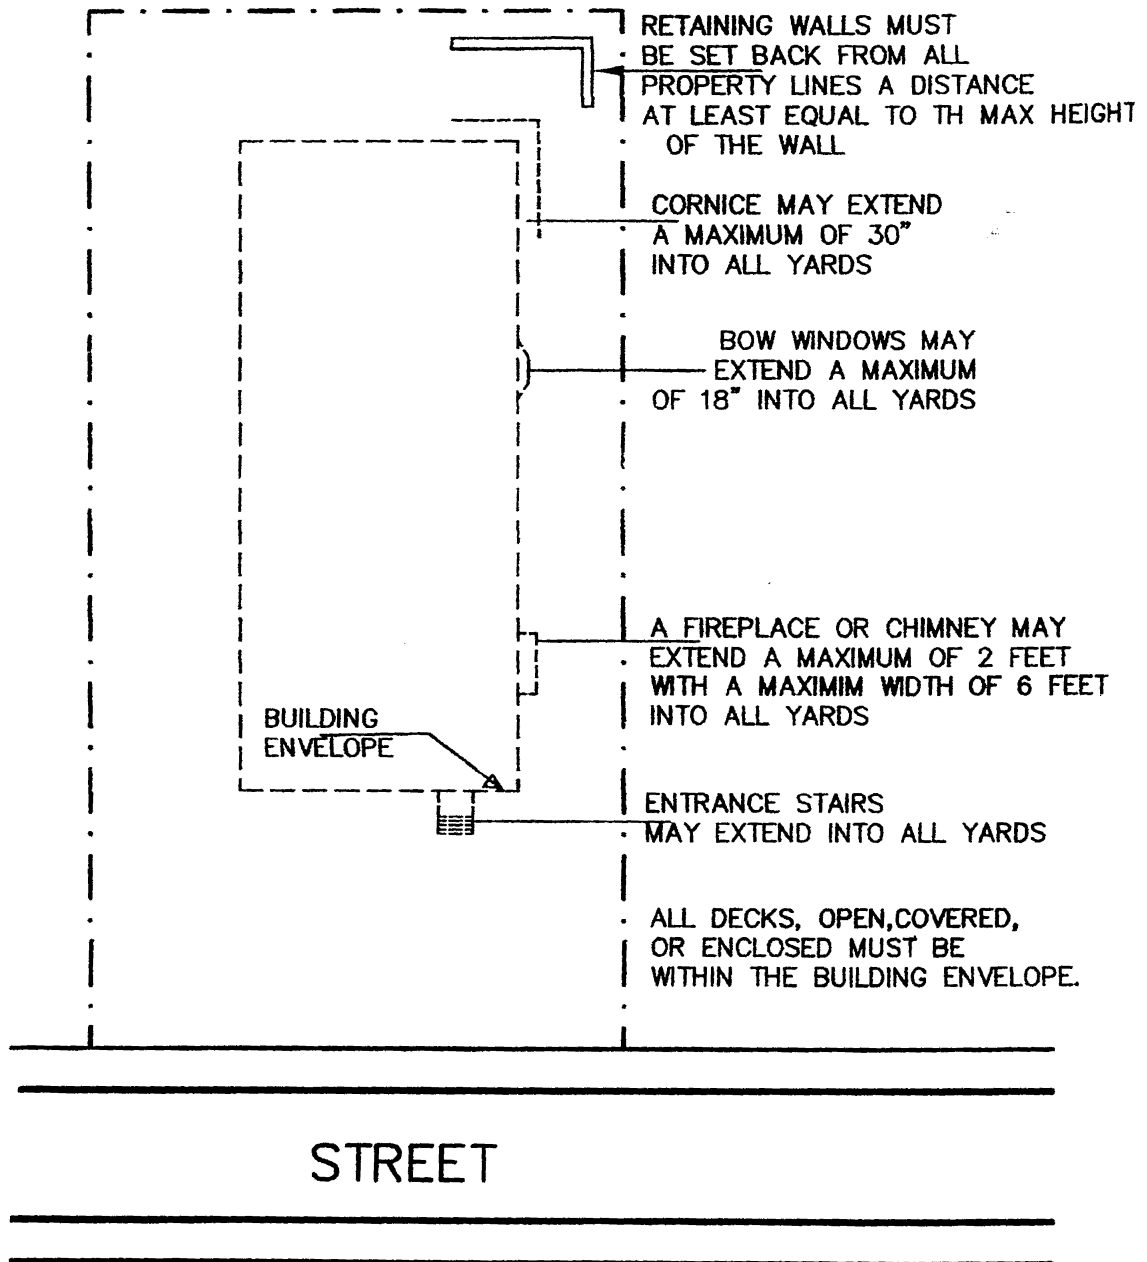 RETAINING WALLS MUST
BE SET BACK FROM ALL
PROPERTY LINES A DISTANCE
AT LEAST EQUAL TO TH MAX HEIGHT
OF THE WALL
CORNICE MAY EXTEND
A MAXIMUM OF 30"
INTO ALL YARDS
BOW WINDOWS MAY
EXTEND A MAXIMUM
OF 18" INTO ALL YARDS
A FIREPLACE OR CHIMNEY MAY
EXTEND A MAXIMUM OF 2 FEET
WITH A MAXIMIM WIDTH OF 6 FEET
INTO ALL YARDS
BUILDING
ENVELOPE
ENTRANCE STAIRS
MAY EXTEND INTO ALL YARDS
ALL DECKS, OPEN,COVERED,
OR ENCLOSED MUST BE
WITHIN THE BUILDING ENVELOPE.
STREET